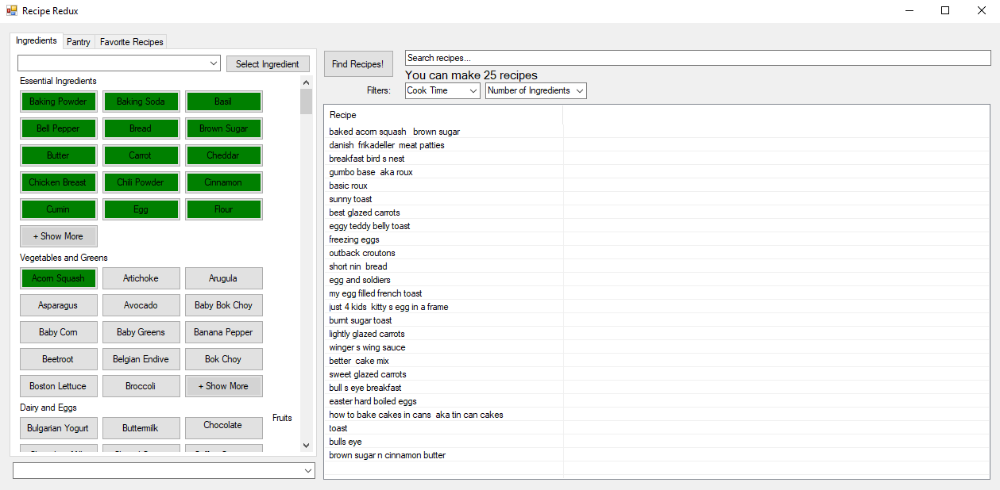 Recipe Redux
Ingredients Pantry Favorite Recipes
Select Ingredient
Essential Ingredients
Baking Powder Baking Soda Basil
Bell Pepper Bread Brown Sugar
Butter Carrot Cheddar
Chicken Breast Chili Powder Cinnamon
Cumin Egg Flour
+ Show More
Vegetables and Greens
Acorn Squash Artichoke Arugula
Asparagus Avocado Baby Bok Choy
Baby Corn Baby Greens Banana Pepper
Beetroot Belgian Endive Bok Choy
Boston Lettuce Broccoli + Show More
Dairy and Eggs
Fruits
Bulgarian Yogurt Buttermilk Chocolate
Find Recipes!
Search recipes...
You can make 25 recipes
Filters: Cook Time Number of Ingredients
Recipe
baked acorn squash   brown sugar
danish  frikadeller  meat patties
breakfast bird s nest
gumbo base  aka roux
basic roux
sunny toast
best glazed carrots
eggy teddy belly toast
freezing eggs
outback croutons
short nin  bread
egg and soldiers
my egg filled french toast
just 4 kids  kitty s egg in a frame
burnt sugar toast
lightly glazed carrots
winger s wing sauce
better  cake mix
sweet glazed carrots
bull s eye breakfast
easter hard boiled eggs
how to bake cakes in cans  aka tin can cakes
toast
bulls eye
brown sugar n cinnamon butter